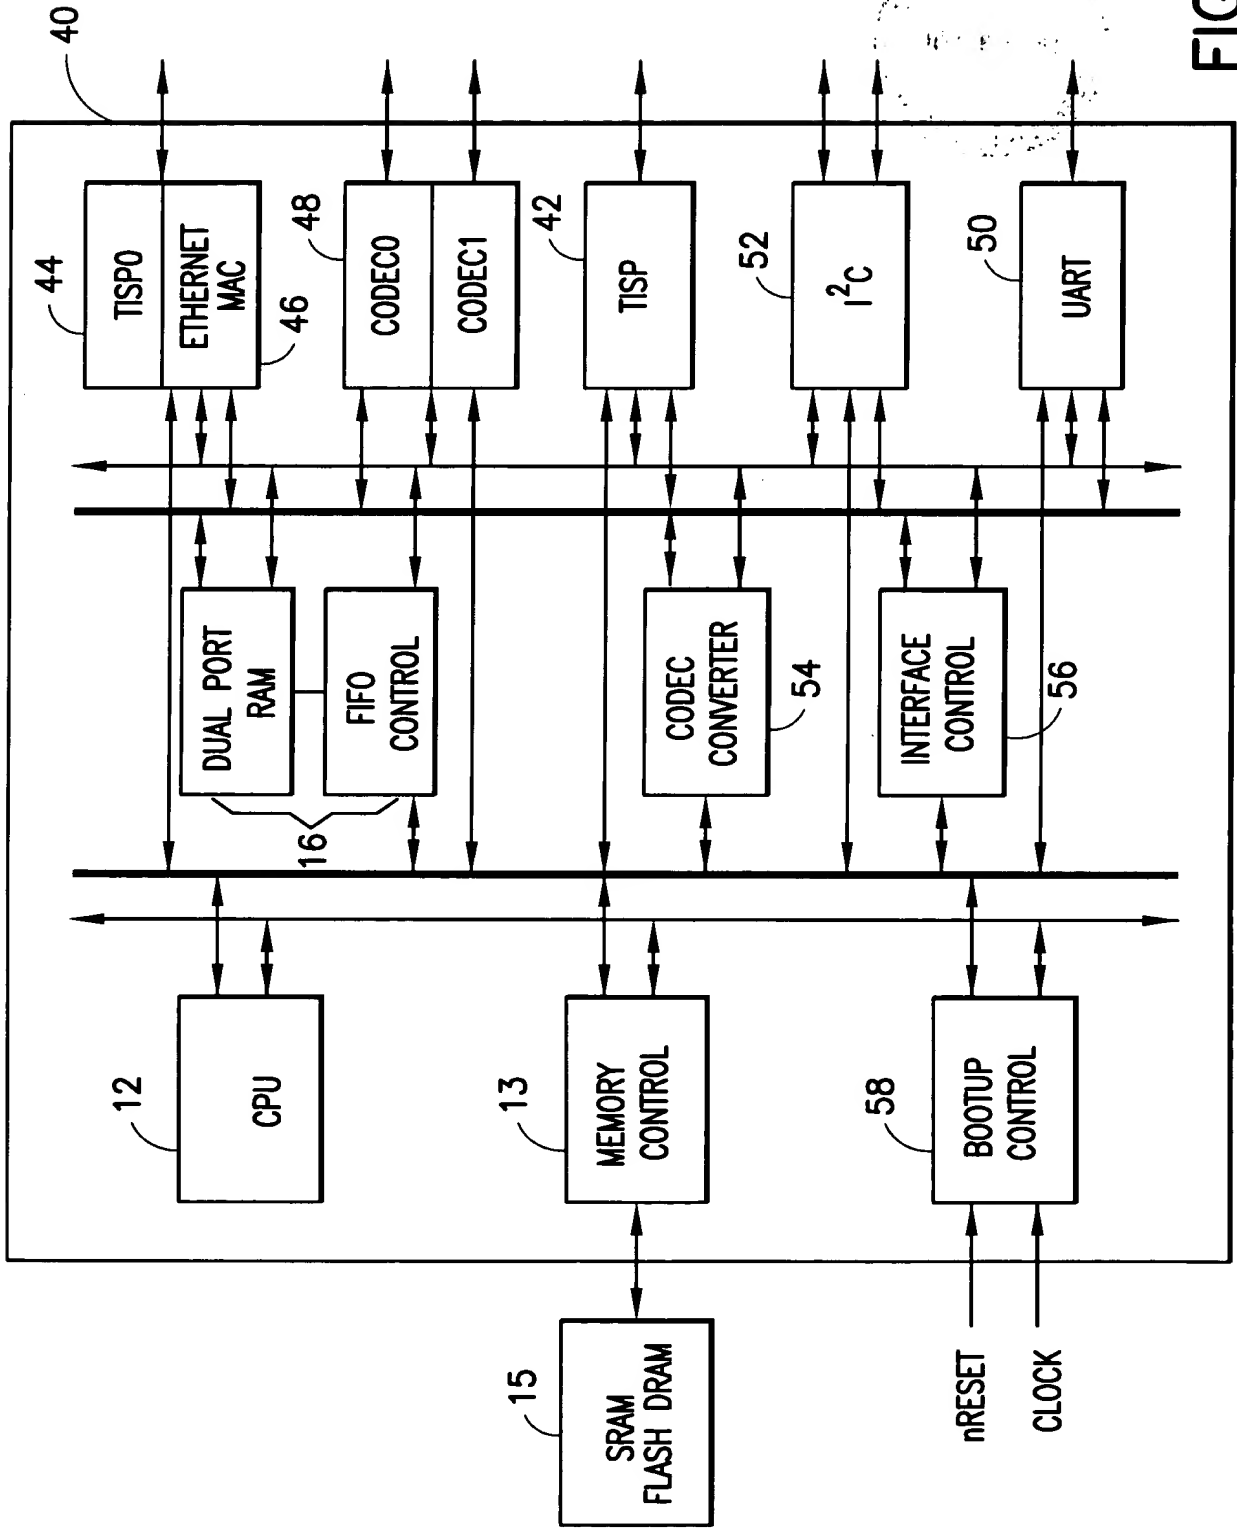 40
44
TISP0
ETHERNET
MAC
46
48
CODEC0
CODEC1
42
TISP
52
I²C
50
UART
DUAL PORT
RAM
FIFO
CONTROL
16
CODEC
CONVERTER
54
INTERFACE
CONTROL
56
12
CPU
13
MEMORY
CONTROL
58
BOOTUP
CONTROL
15
SRAM
FLASH DRAM
nRESET
CLOCK